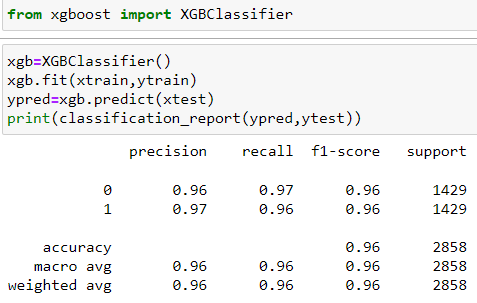 from xgboost import XGBClassifier
xgb=XGBClassifier()
xgb.fit(xtrain,ytrain)
ypred=xgb.predict(xtest)
print(classification_report(ypred,ytest))
precision recall f1-score support
0 0.96 0.97 0.96 1429
1 0.97 0.96 0.96 1429
accuracy 0.96 2858
macro avg 0.96 0.96 0.96 2858
weighted avg 0.96 0.96 0.96 2858